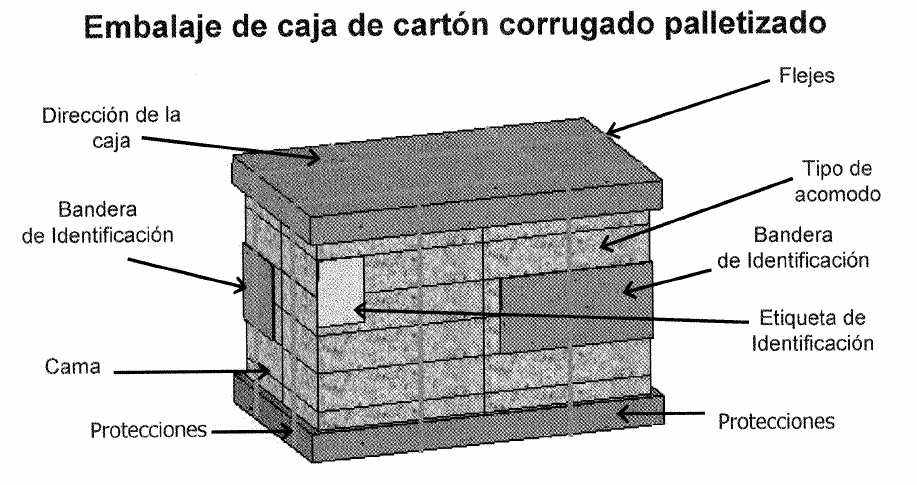 Embalaje de caja de cartón corrugado palletizado
Flejes
Dirección de la
caja
Tipo de
acomodo
Bandera
de Identificación
Bandera
de Identificación
Etiqueta de
Identificación
Cama
Protecciones
Protecciones